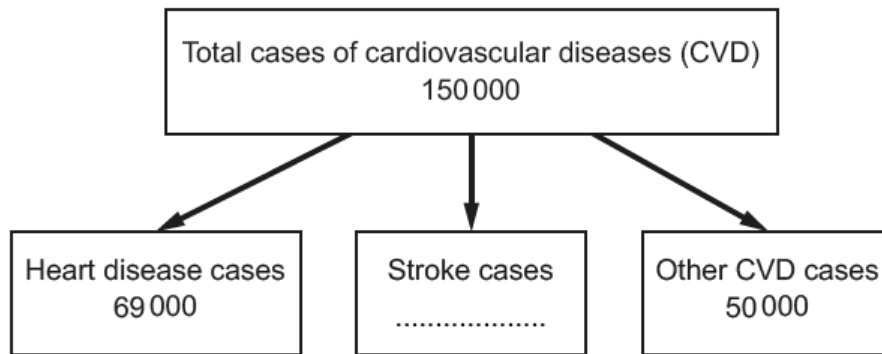 Total cases of cardiovascular diseases (CVD)
150 000
Heart disease cases
69 000
Stroke cases
...................
Other CVD cases
50 000